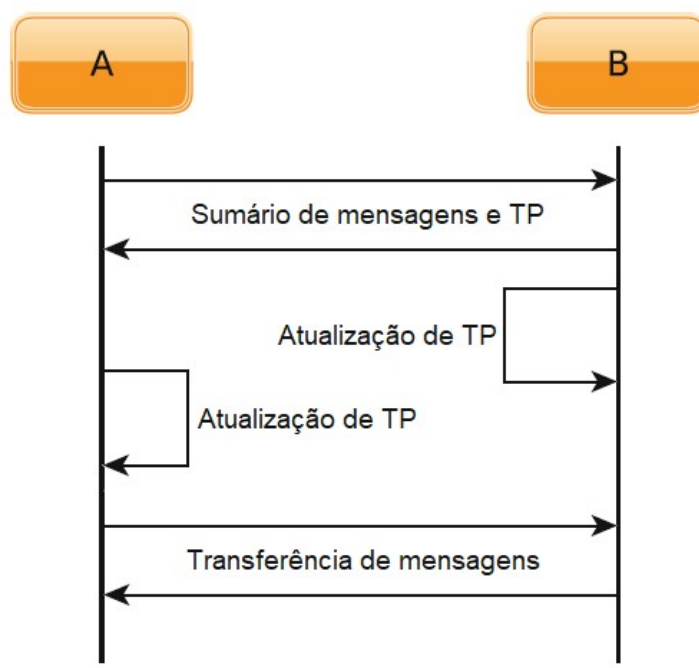 A
B
Sumário de mensagens e TP
Atualização de TP
Atualização de TP
Transferência de mensagens